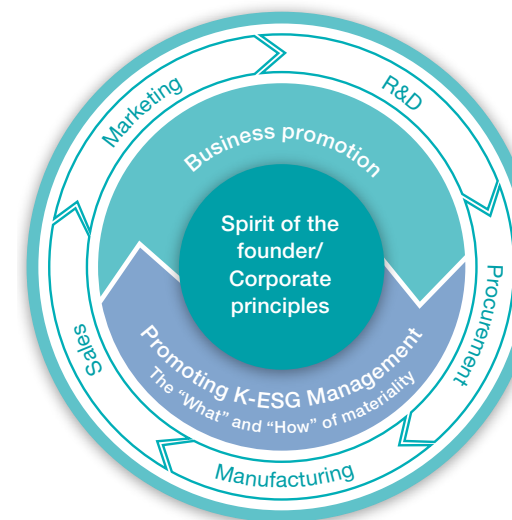 Marketing
R&D
Procurement
Manufacturing
Sales
Business promotion
Spirit of the
founder/
Corporate
principles
Promoting K-ESG Management
The “What” and “How” of materiality